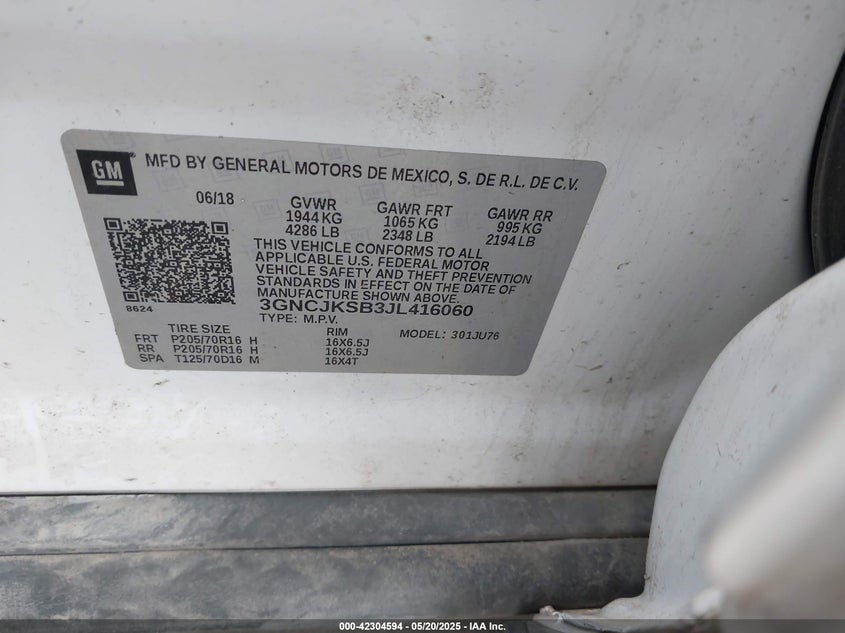 GM
MFD BY GENERAL MOTORS DE MEXICO, S. DE R.L. DE C.V.
06/18 GVWR GAWR FRT GAWR RR
1944 KG 1065 KG 995 KG
4286 LB 2348 LB 2194 LB
THIS VEHICLE CONFORMS TO ALL
APPLICABLE U.S. FEDERAL MOTOR
VEHICLE SAFETY AND THEFT PREVENTION
STANDARDS IN EFFECT ON THE DATE OF
MANUFACTURE SHOWN ABOVE.
8624 3GNCJKSB3JL416060
TYPE: M.P.V.
TIRE SIZE RIM MODEL: 301JU76
FRT P205/70R16 H 16X6.5J
RR P205/70R16 H 16X6.5J
SPA T125/70D16 M 16X4T
000-42304594 - 05/20/2025 - IAA Inc.